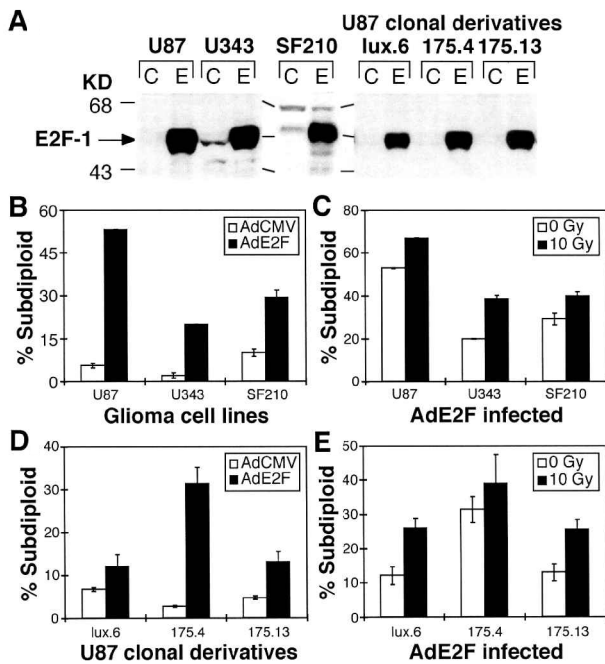 A
U87 clonal derivatives
U87 U343 SF210 lux.6 175.4 175.13
C E C E C E C E C E C E
KD
68
E2F-1
43
B
% Subdiploid
60
45
30
15
0
AdCMV
AdE2F
U87 U343 SF210
Glioma cell lines
C
% Subdiploid
80
60
40
20
0
0 Gy
10 Gy
U87 U343 SF210
AdE2F infected
D
% Subdiploid
40
30
20
10
0
AdCMV
AdE2F
lux.6 175.4 175.13
U87 clonal derivatives
E
% Subdiploid
50
40
30
20
10
0
0 Gy
10 Gy
lux.6 175.4 175.13
AdE2F infected